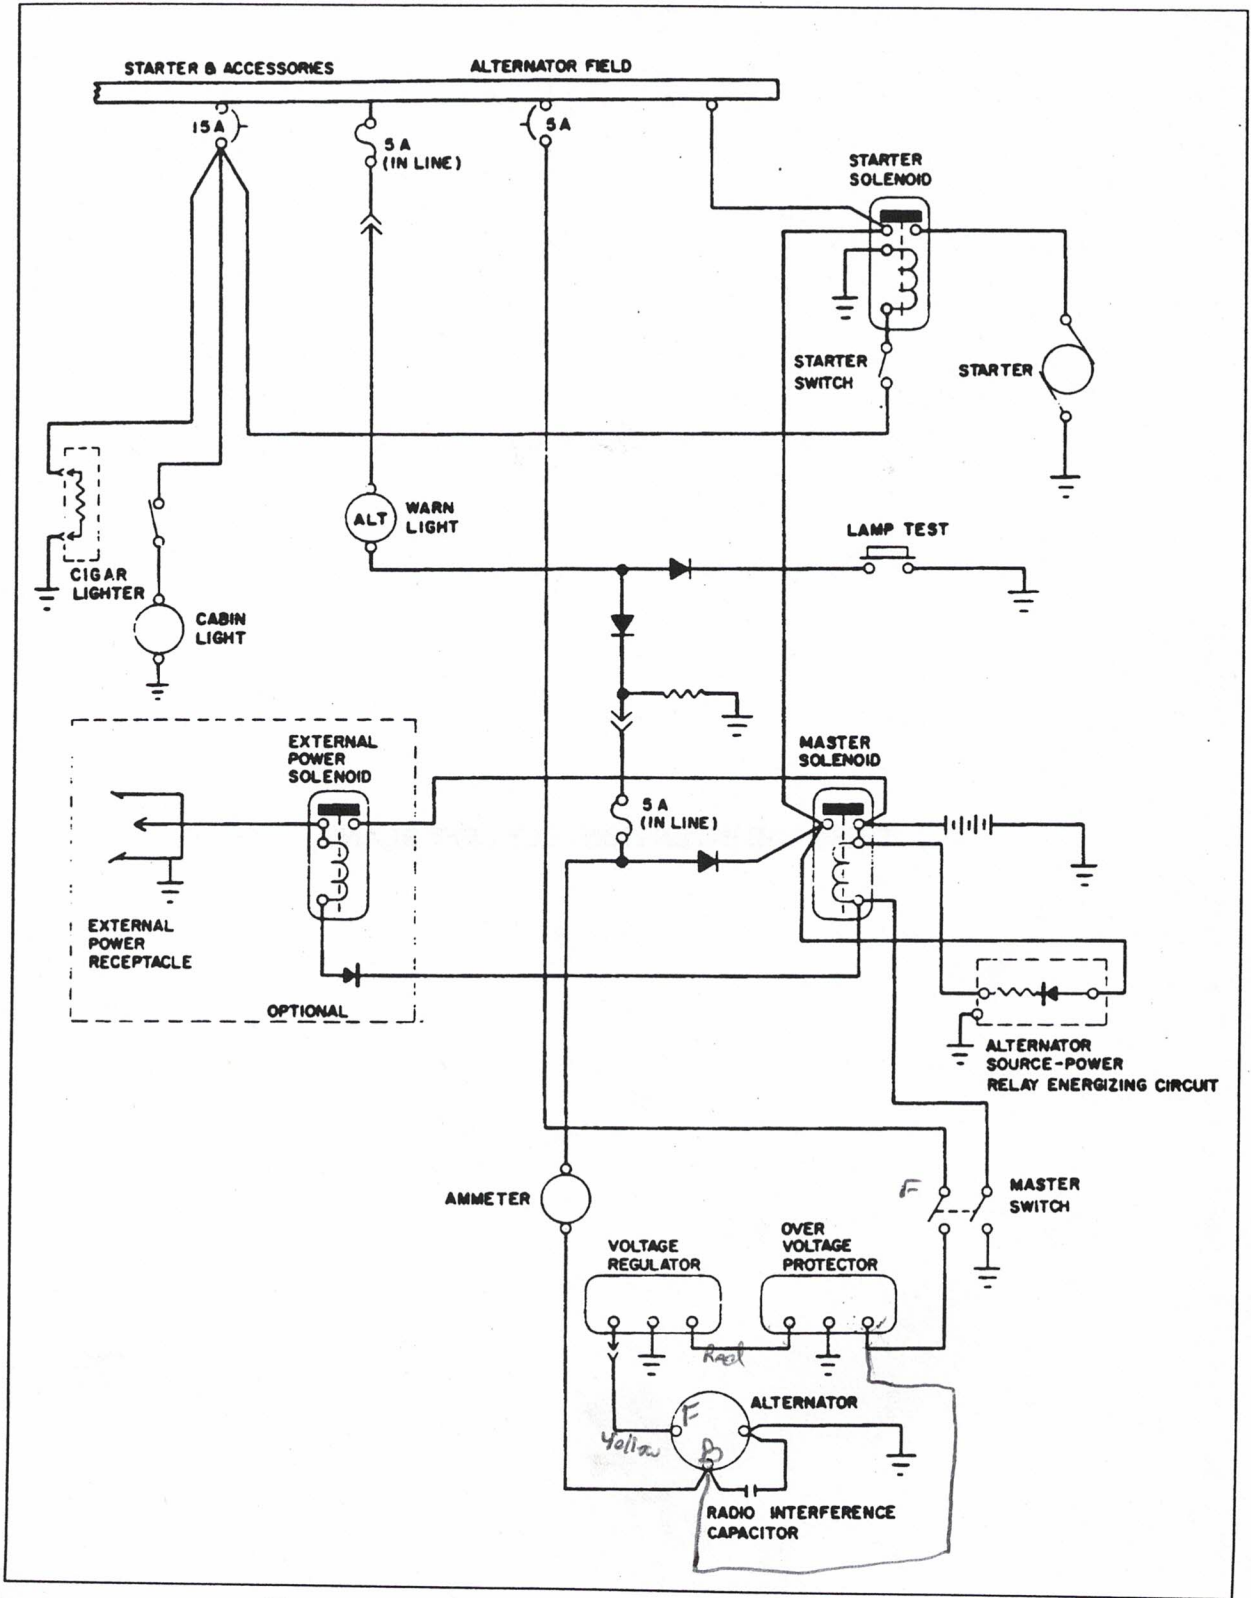 STARTER & ACCESSORIES
ALTERNATOR FIELD
15A
5A
(IN LINE)
5A
STARTER
SOLENOID
STARTER
SWITCH
STARTER
ALT
WARN
LIGHT
LAMP TEST
CIGAR
LIGHTER
CABIN
LIGHT
EXTERNAL
POWER
SOLENOID
MASTER
SOLENOID
5A
(IN LINE)
EXTERNAL
POWER
RECEPTACLE
OPTIONAL
ALTERNATOR
SOURCE-POWER
RELAY ENERGIZING CIRCUIT
AMMETER
F
MASTER
SWITCH
VOLTAGE
REGULATOR
OVER
VOLTAGE
PROTECTOR
Red
ALTERNATOR
F
Yellow
B
RADIO INTERFERENCE
CAPACITOR